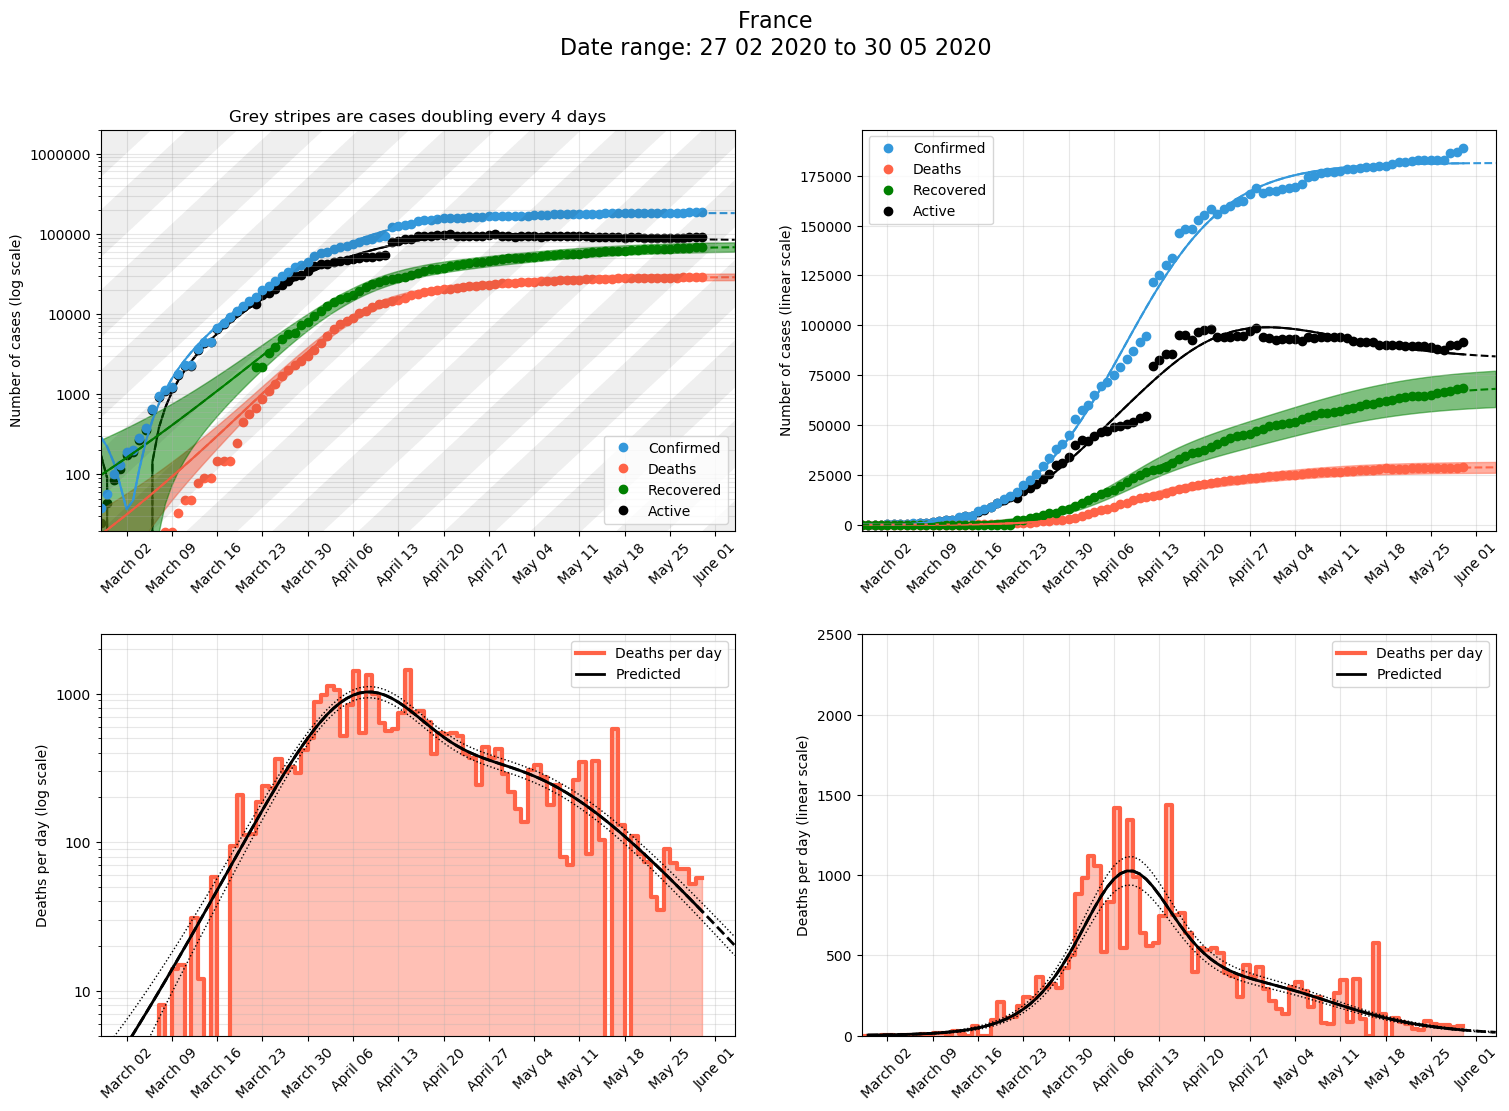 France
Date range: 27 02 2020 to 30 05 2020
Grey stripes are cases doubling every 4 days
Number of cases (log scale)
1000000
100000
10000
1000
100
Confirmed
Deaths
Recovered
Active
March 02
March 09
March 16
March 23
March 30
April 06
April 13
April 20
April 27
May 04
May 11
May 18
May 25
June 01
Number of cases (linear scale)
175000
150000
125000
100000
75000
50000
25000
0
Confirmed
Deaths
Recovered
Active
March 02
March 09
March 16
March 23
March 30
April 06
April 13
April 20
April 27
May 04
May 11
May 18
May 25
June 01
Deaths per day (log scale)
1000
100
10
Deaths per day
Predicted
March 02
March 09
March 16
March 23
March 30
April 06
April 13
April 20
April 27
May 04
May 11
May 18
May 25
June 01
Deaths per day (linear scale)
2500
2000
1500
1000
500
0
Deaths per day
Predicted
March 02
March 09
March 16
March 23
March 30
April 06
April 13
April 20
April 27
May 04
May 11
May 18
May 25
June 01